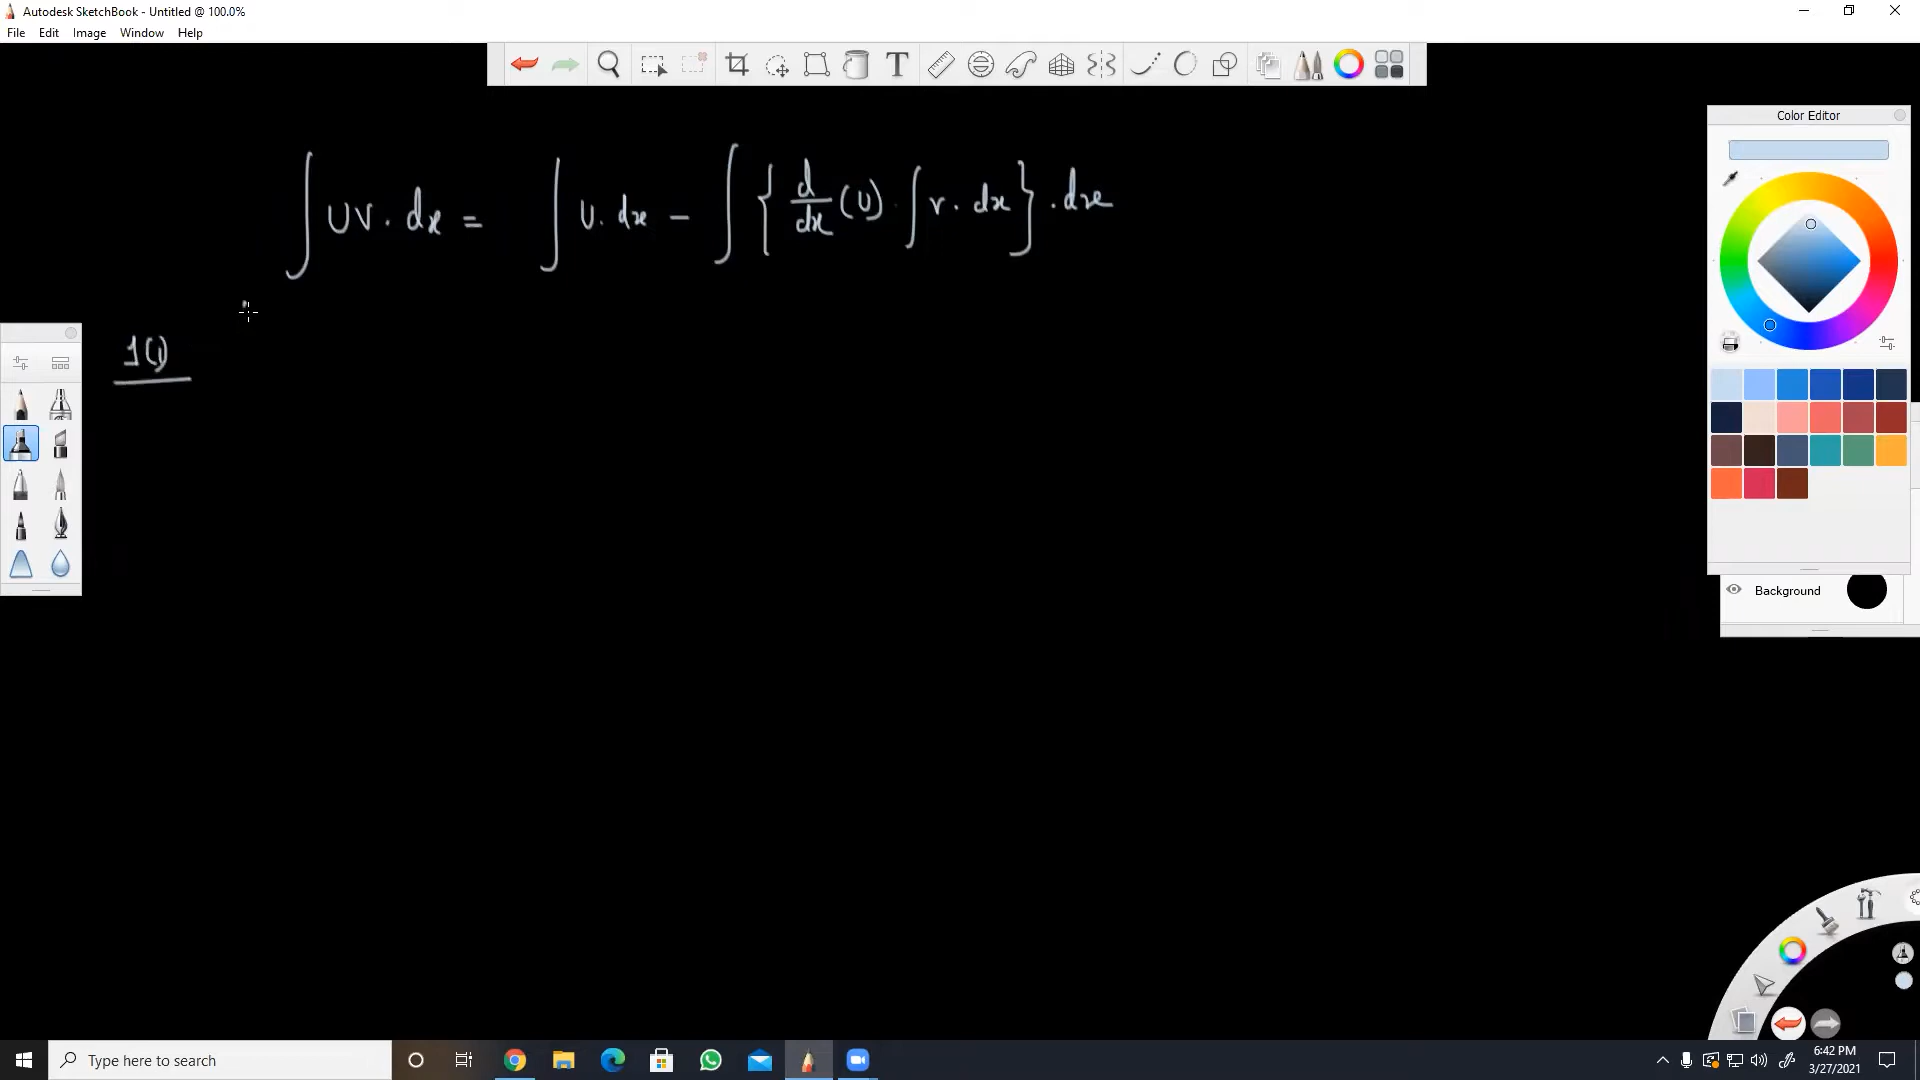 Autodesk SketchBook - Untitled @ 100.0%
File Edit Image Window Help
T
Color Editor
∫ UV. dx = ∫ U. dx - ∫ { d/dx (U) . ∫ v. dx } . dx
1(i)
Background
Type here to search
6:42 PM
3/27/2021